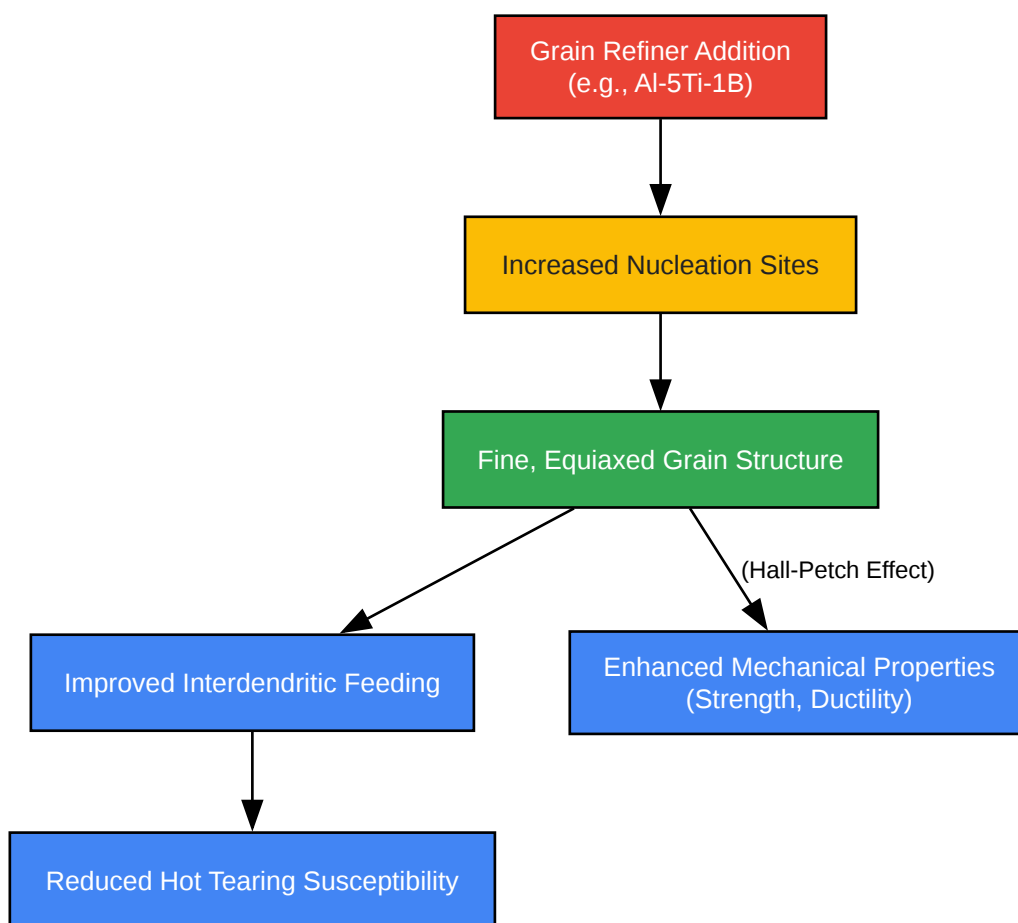 Grain Refiner Addition
(e.g., Al-5Ti-1B)
Increased Nucleation Sites
Fine, Equiaxed Grain Structure
(Hall-Petch Effect)
Improved Interdendritic Feeding
Enhanced Mechanical Properties
(Strength, Ductility)
Reduced Hot Tearing Susceptibility